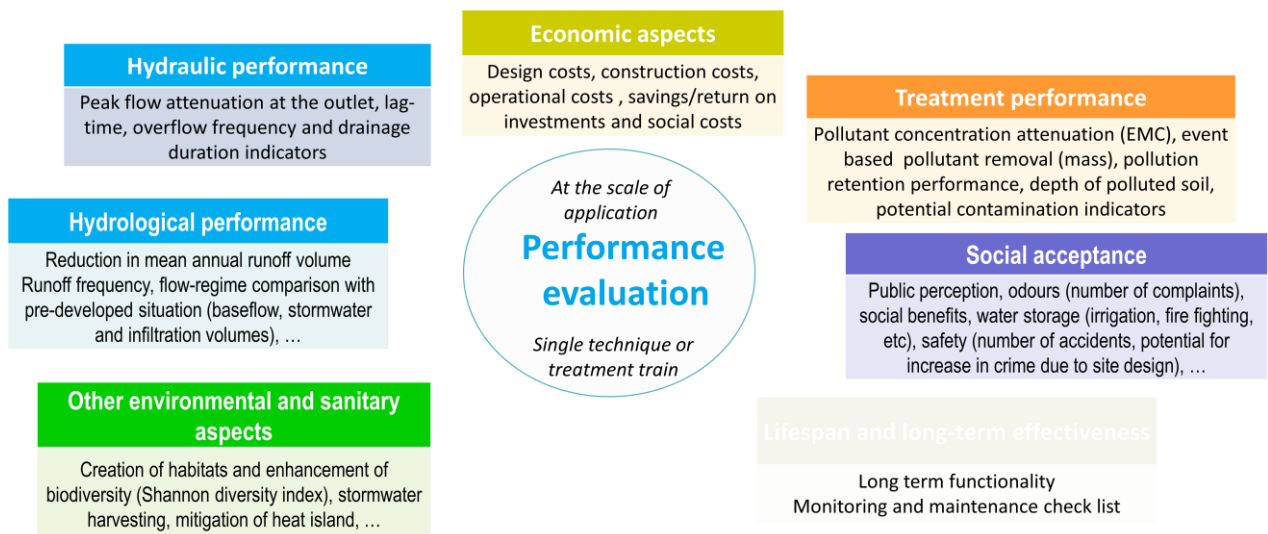 Economic aspects
Design costs, construction costs,
operational costs , savings/return on
investments and social costs
Hydraulic performance
Peak flow attenuation at the outlet, lag-
time, overflow frequency and drainage
duration indicators
Treatment performance
Pollutant concentration attenuation (EMC), event
based pollutant removal (mass), pollution
retention performance, depth of polluted soil,
potential contamination indicators
Hydrological performance
Reduction in mean annual runoff volume
Runoff frequency, flow-regime comparison with
pre-developed situation (baseflow, stormwater
and infiltration volumes), …
At the scale of
application
Performance
evaluation
Single technique or
treatment train
Social acceptance
Public perception, odours (number of complaints),
social benefits, water storage (irrigation, fire fighting,
etc), safety (number of accidents, potential for
increase in crime due to site design), …
Other environmental and sanitary
aspects
Creation of habitats and enhancement of
biodiversity (Shannon diversity index), stormwater
harvesting, mitigation of heat island, …
Lifespan and long-term effectiveness
Long term functionality
Monitoring and maintenance check list